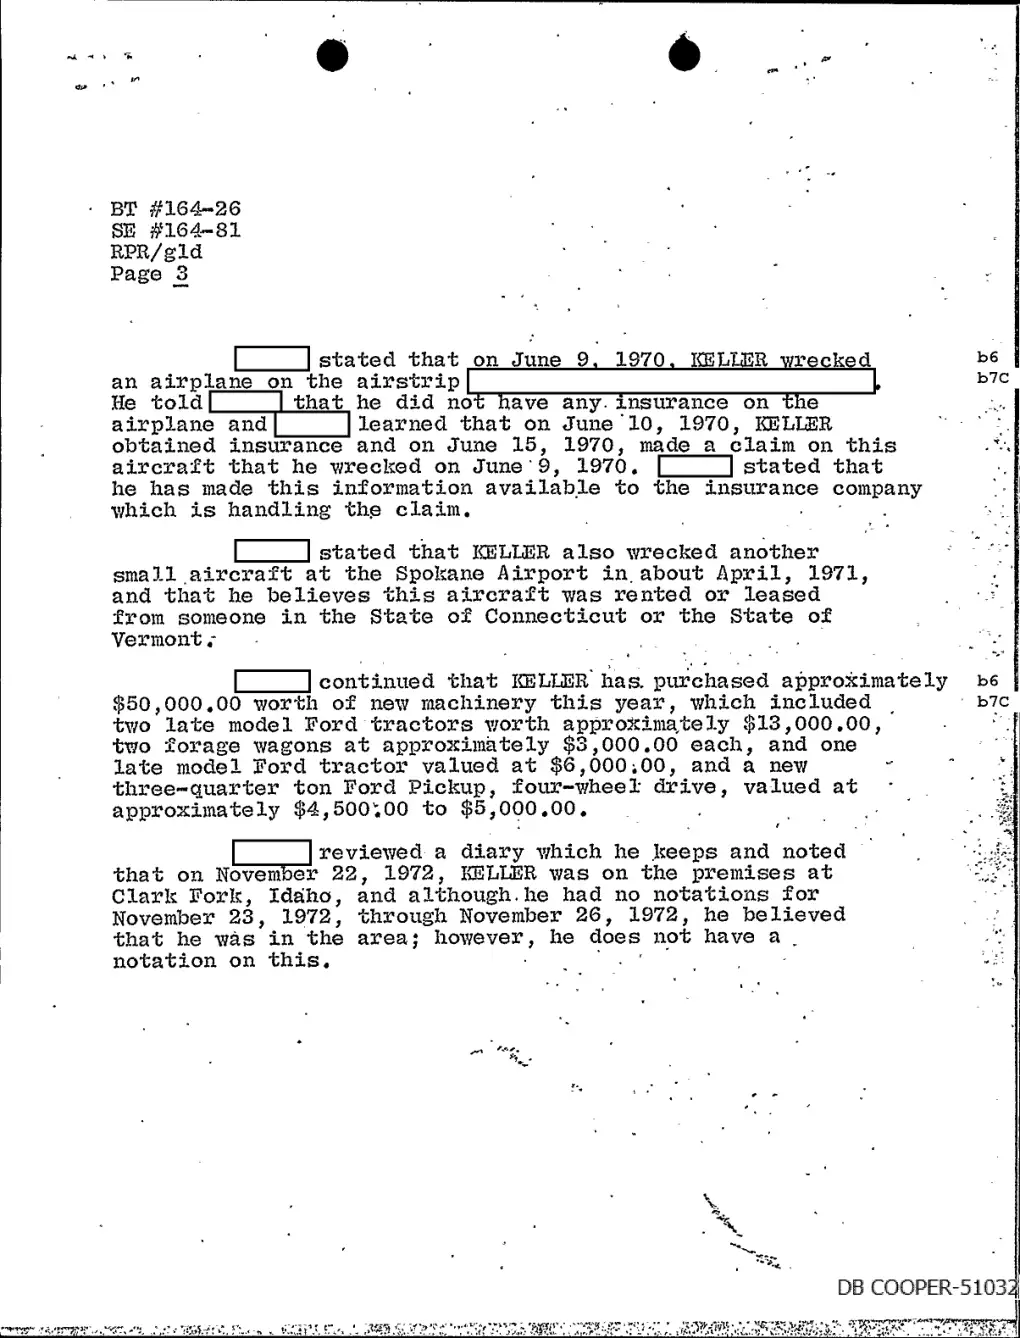 BT #164-26
SE #164-81
RPR/gld
Page 3
stated that on June 9, 1970, KELLER wrecked b6
an airplane on the airstrip . b7C
He told that he did not have any insurance on the
airplane and learned that on June 10, 1970, KELLER
obtained insurance and on June 15, 1970, made a claim on this
aircraft that he wrecked on June 9, 1970. stated that
he has made this information available to the insurance company
which is handling the claim.
stated that KELLER also wrecked another
small aircraft at the Spokane Airport in about April, 1971,
and that he believes this aircraft was rented or leased
from someone in the State of Connecticut or the State of
Vermont.
continued that KELLER has purchased approximately b6
$50,000.00 worth of new machinery this year, which included b7C
two late model Ford tractors worth approximately $13,000.00,
two forage wagons at approximately $3,000.00 each, and one
late model Ford tractor valued at $6,000.00, and a new
three-quarter ton Ford Pickup, four-wheel drive, valued at
approximately $4,500.00 to $5,000.00.
reviewed a diary which he keeps and noted
that on November 22, 1972, KELLER was on the premises at
Clark Fork, Idaho, and although he had no notations for
November 23, 1972, through November 26, 1972, he believed
that he was in the area; however, he does not have a
notation on this.
DB COOPER-51032